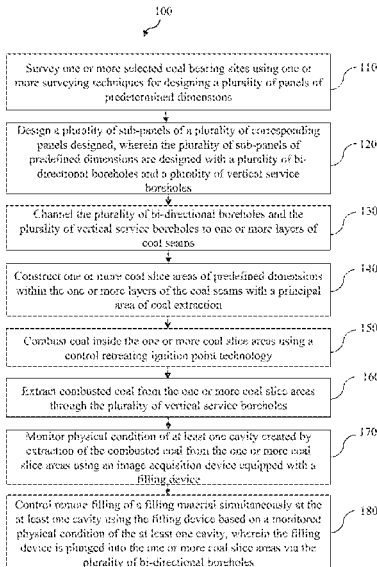 100
Survey one or more selected coal bearing sites using one or
more surveying techniques for designing a plurality of panels of
predetermined dimensions
110
Design a plurality of sub-panels of a plurality of corresponding
panels designed, wherein the plurality of sub-panels of
predefined dimensions are designed with a plurality of bi-
directional boreholes and a plurality of vertical service
boreholes
120
Channel the plurality of bi-directional boreholes and the
plurality of vertical service boreholes to one or more layers of
coal seams
130
Construct one or more coal slice areas of predefined dimensions
within the one or more layers of the coal seams with a principal
area of coal extraction
140
Combust coal inside the one or more coal slice areas using a
control retreating ignition point technology
150
Extract combusted coal from the one or more coal slice areas
through the plurality of vertical service boreholes
160
Monitor physical condition of at least one cavity created by
extraction of the combusted coal from the one or more coal
slice areas using an image acquisition device equipped with a
filling device
170
Control remote filling of a filling material simultaneously at the
at least one cavity using the filling device based on a monitored
physical condition of the at least one cavity, wherein the filling
device is plunged into the one or more coal slice areas via the
plurality of bi-directional boreholes
180